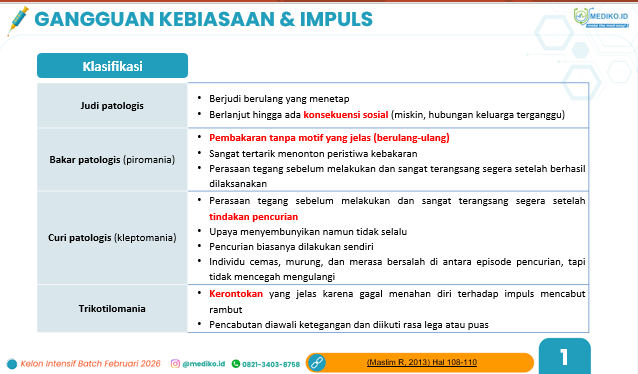 GANGGUAN KEBIASAAN & IMPULS
MEDIKO.ID
Klasifikasi
Judi patologis
• Berjudi berulang yang menetap
• Berlanjut hingga ada konsekuensi sosial (miskin, hubungan keluarga terganggu)
Bakar patologis (piromania)
• Pembakaran tanpa motif yang jelas (berulang-ulang)
• Sangat tertarik menonton peristiwa kebakaran
• Perasaan tegang sebelum melakukan dan sangat terangsang segera setelah berhasil
dilaksanakan
Curi patologis (kleptomania)
• Perasaan tegang sebelum melakukan dan sangat terangsang segera setelah
tindakan pencurian
• Upaya menyembunyikan namun tidak selalu
• Pencurian biasanya dilakukan sendiri
• Individu cemas, murung, dan merasa bersalah di antara episode pencurian, tapi
tidak mencegah mengulangi
Trikotilomania
• Kerontokan yang jelas karena gagal menahan diri terhadap impuls mencabut
rambut
• Pencabutan diawali ketegangan dan diikuti rasa lega atau puas
Kelon Intensif Batch Februari 2026
@mediko.id
0821-3403-8758
(Maslim R, 2013) Hal 108-110
1